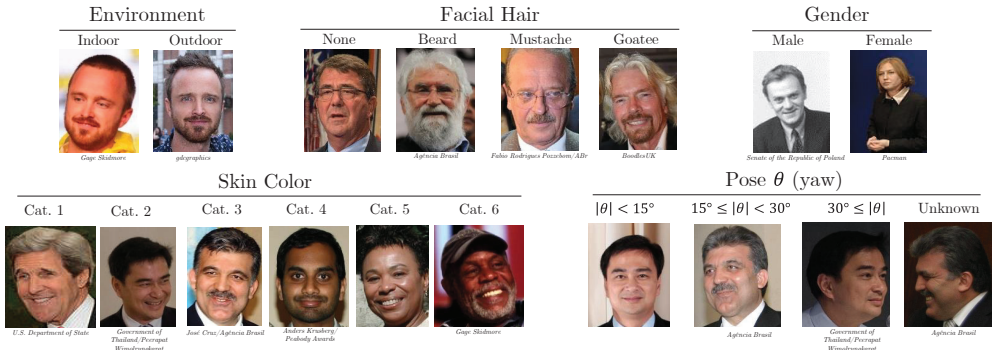 Environment
Facial Hair
Gender
Indoor
Outdoor
None
Beard
Mustache
Goatee
Male
Female
Gage Skidmore
gdcgraphics
Agência Brasil
Fabio Rodrigues Pozzebom/ABr
BoodlesUK
Senate of the Republic of Poland
Pacman
Skin Color
Pose θ (yaw)
Cat. 1
Cat. 2
Cat. 3
Cat. 4
Cat. 5
Cat. 6
|θ| < 15°
15° ≤ |θ| < 30°
30° ≤ |θ|
Unknown
U.S. Department of State
Government of
Thailand/Peerapat
José Cruz/Agência Brasil
Anders Krusberg/
Peabody Awards
Gage Skidmore
Agência Brasil
Government of
Thailand/Peerapat
Agência Brasil